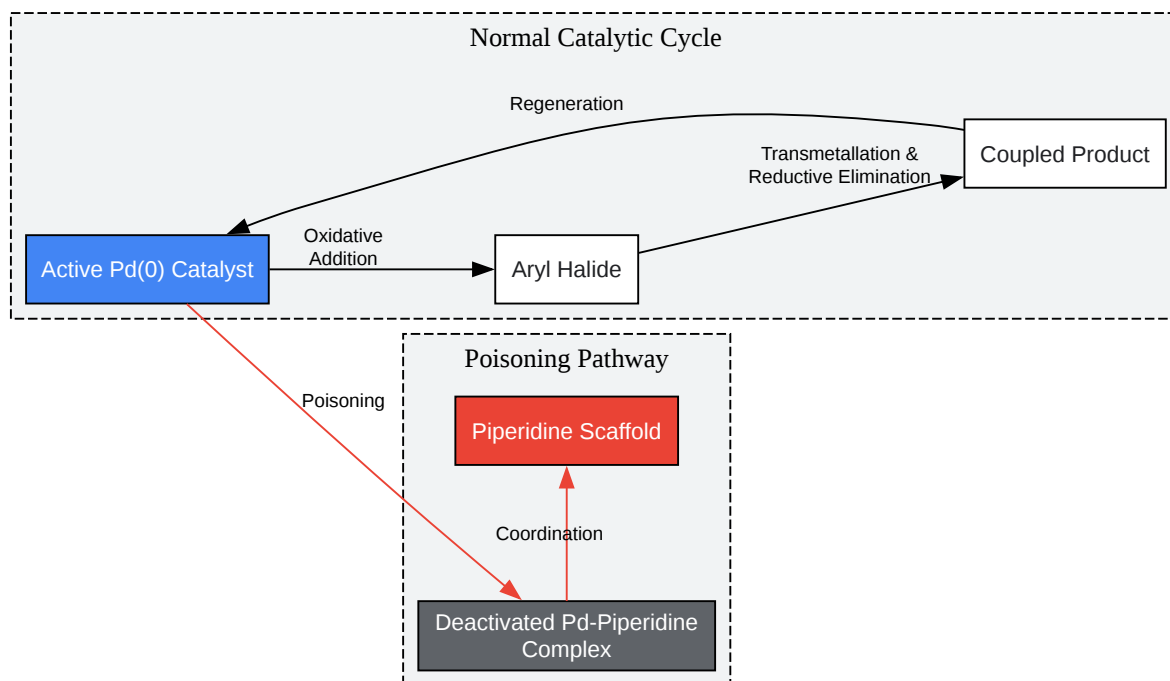 Normal Catalytic Cycle
Regeneration
Coupled Product
Transmetallation &
Reductive Elimination
Oxidative
Addition
Active Pd(0) Catalyst
Aryl Halide
Poisoning Pathway
Poisoning
Piperidine Scaffold
Coordination
Deactivated Pd-Piperidine
Complex